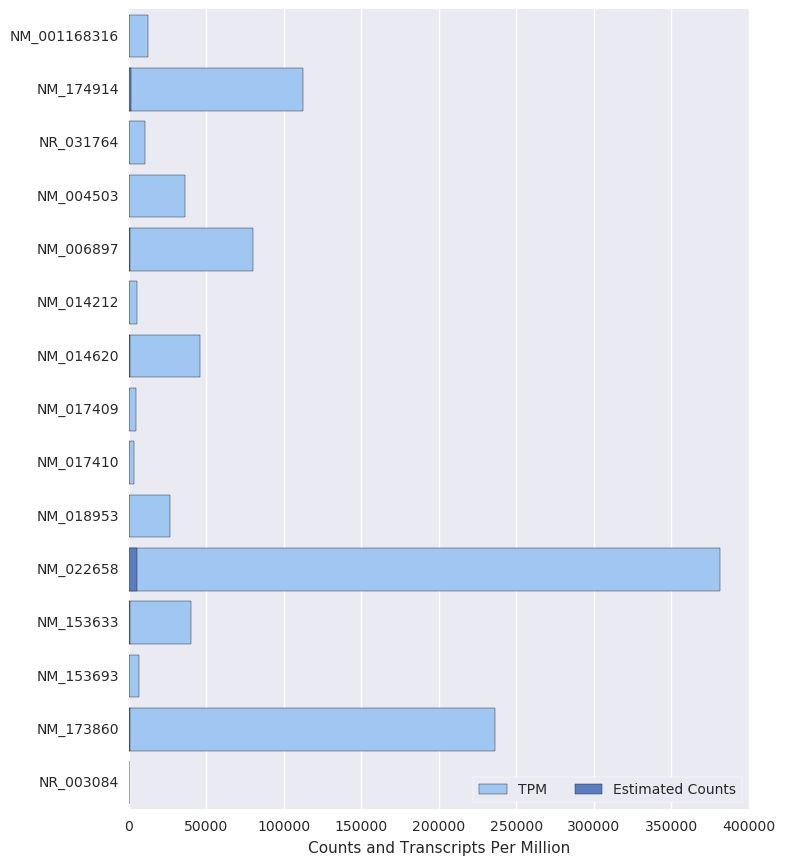 NM_001168316
NM_174914
NR_031764
NM_004503
NM_006897
NM_014212
NM_014620
NM_017409
NM_017410
NM_018953
NM_022658
NM_153633
NM_153693
NM_173860
NR_003084
TPM Estimated Counts
0 50000 100000 150000 200000 250000 300000 350000 400000
Counts and Transcripts Per Million